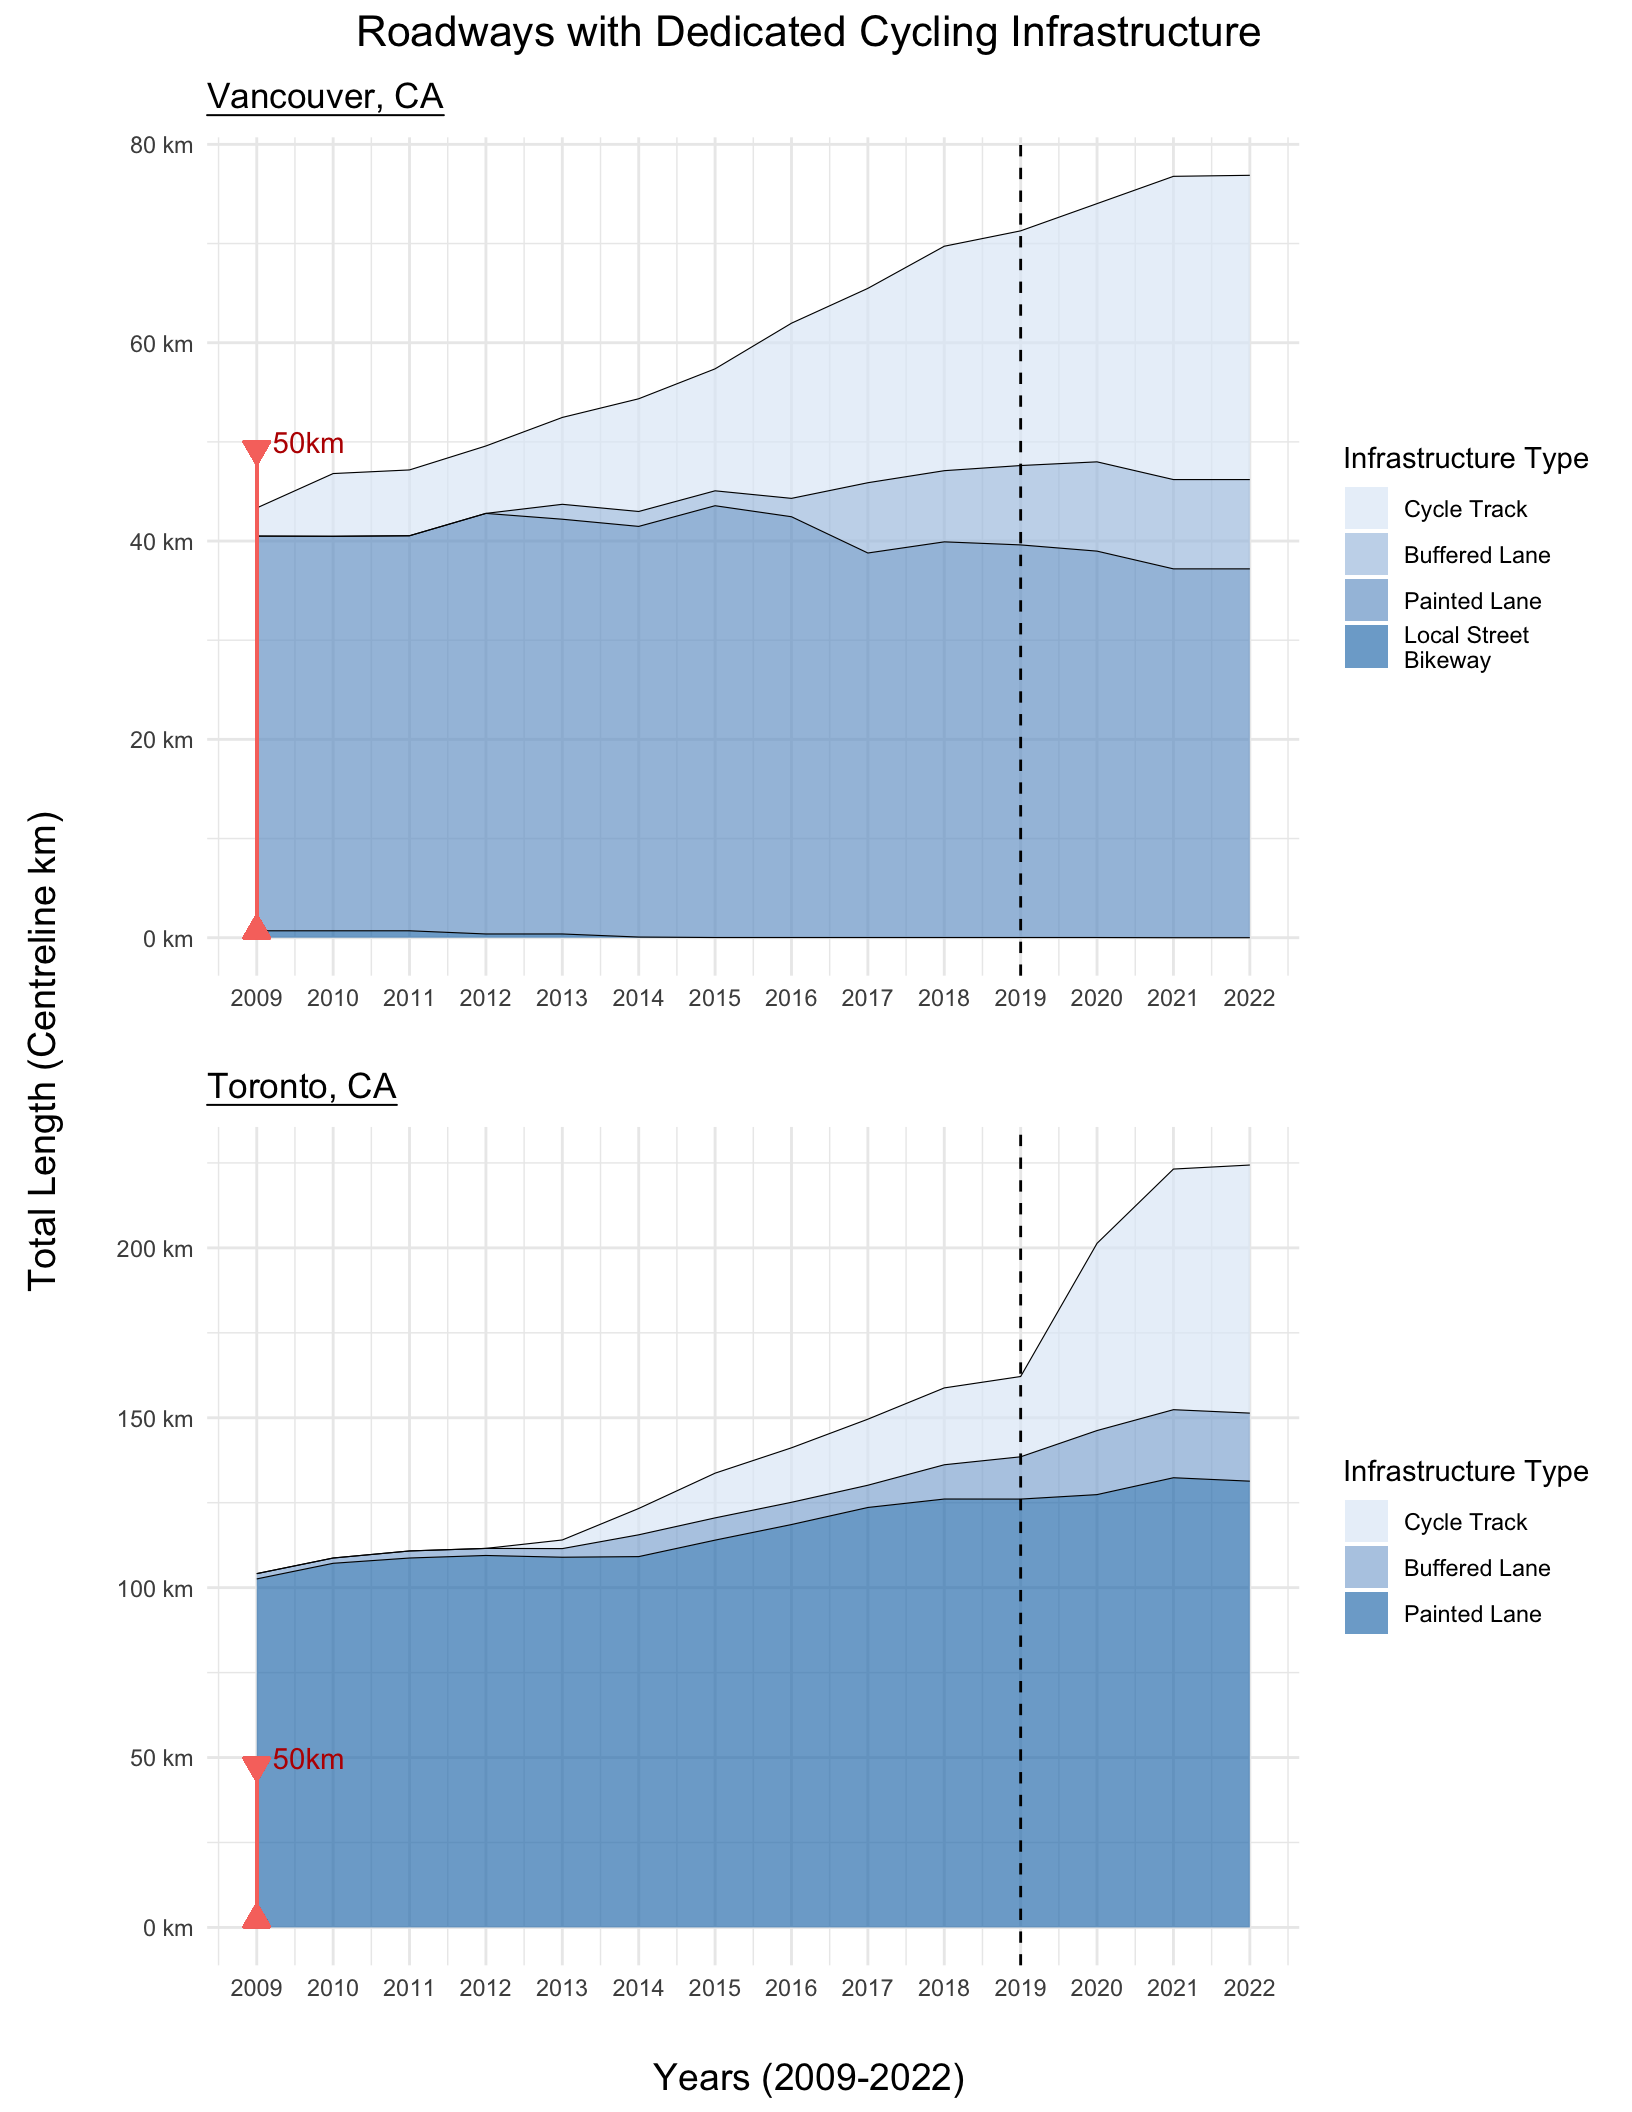 Roadways with Dedicated Cycling Infrastructure
Vancouver, CA
80 km
60 km
40 km
20 km
0 km
50km
2009 2010 2011 2012 2013 2014 2015 2016 2017 2018 2019 2020 2021 2022
Infrastructure Type
Cycle Track
Buffered Lane
Painted Lane
Local Street
Bikeway
Total Length (Centreline km)
Toronto, CA
200 km
150 km
100 km
50 km
0 km
50km
2009 2010 2011 2012 2013 2014 2015 2016 2017 2018 2019 2020 2021 2022
Infrastructure Type
Cycle Track
Buffered Lane
Painted Lane
Years (2009-2022)